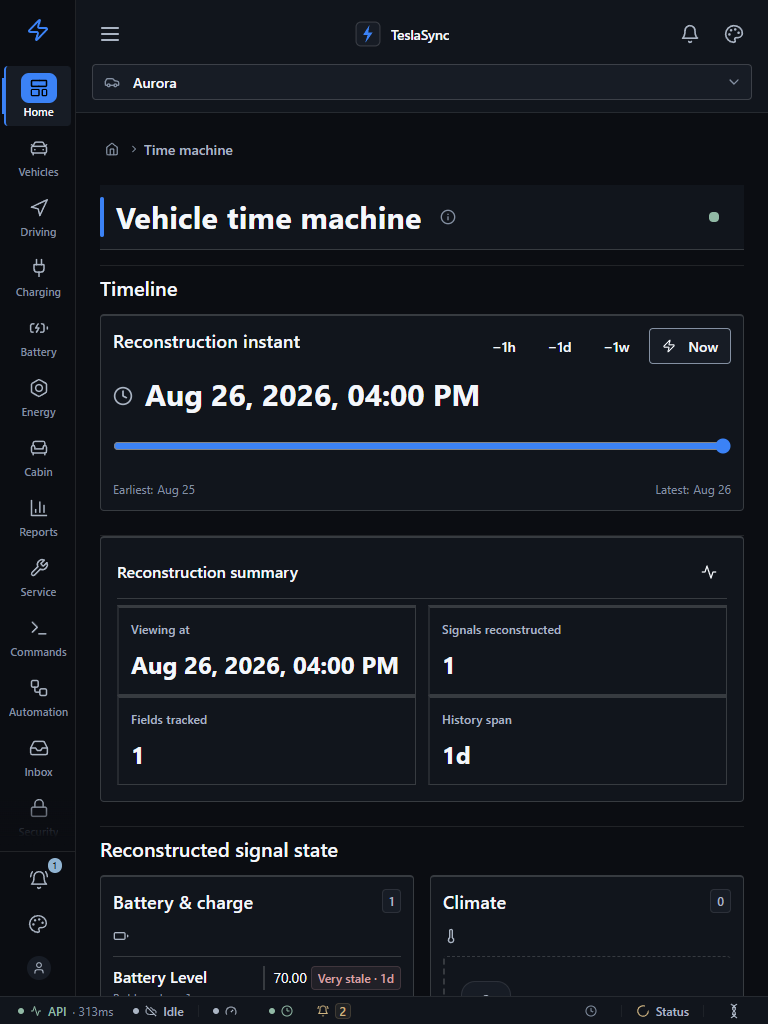 TeslaSync
Aurora
Home
Vehicles
Driving
Charging
Battery
Energy
Cabin
Reports
Service
Commands
Automation
Inbox
Security
1
Time machine
Vehicle time machine
Timeline
Reconstruction instant
−1h
−1d
−1w
Now
Aug 26, 2026, 04:00 PM
Earliest: Aug 25
Latest: Aug 26
Reconstruction summary
Viewing at
Aug 26, 2026, 04:00 PM
Signals reconstructed
1
Fields tracked
1
History span
1d
Reconstructed signal state
Battery & charge
1
Battery Level
70.00
Very stale · 1d
Climate
0
API · 313ms
Idle
2
Status